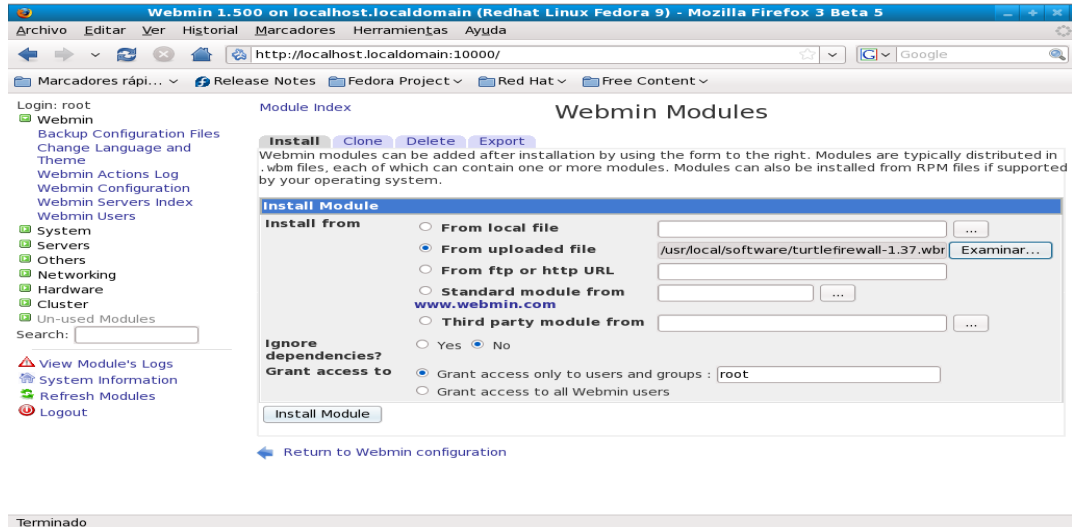 Webmin 1.500 on localhost.localdomain (Redhat Linux Fedora 9) - Mozilla Firefox 3 Beta 5
Archivo Editar Ver Historial Marcadores Herramientas Ayuda
http://localhost.localdomain:10000/
Google
Marcadores rápi... Release Notes Fedora Project Red Hat Free Content
Login: root
Webmin
Backup Configuration Files
Change Language and
Theme
Webmin Actions Log
Webmin Configuration
Webmin Servers Index
Webmin Users
System
Servers
Others
Networking
Hardware
Cluster
Un-used Modules
Search:
View Module's Logs
System Information
Refresh Modules
Logout
Module Index
Webmin Modules
Install Clone Delete Export
Webmin modules can be added after installation by using the form to the right. Modules are typically distributed in
.wbm files, each of which can contain one or more modules. Modules can also be installed from RPM files if supported
by your operating system.
Install Module
Install from
From local file ...
From uploaded file /usr/local/software/turtlefirewall-1.37.wbr Examinar...
From ftp or http URL
Standard module from ...
www.webmin.com
Third party module from ...
Ignore
dependencies?
Yes No
Grant access to
Grant access only to users and groups : root
Grant access to all Webmin users
Install Module
Return to Webmin configuration
Terminado